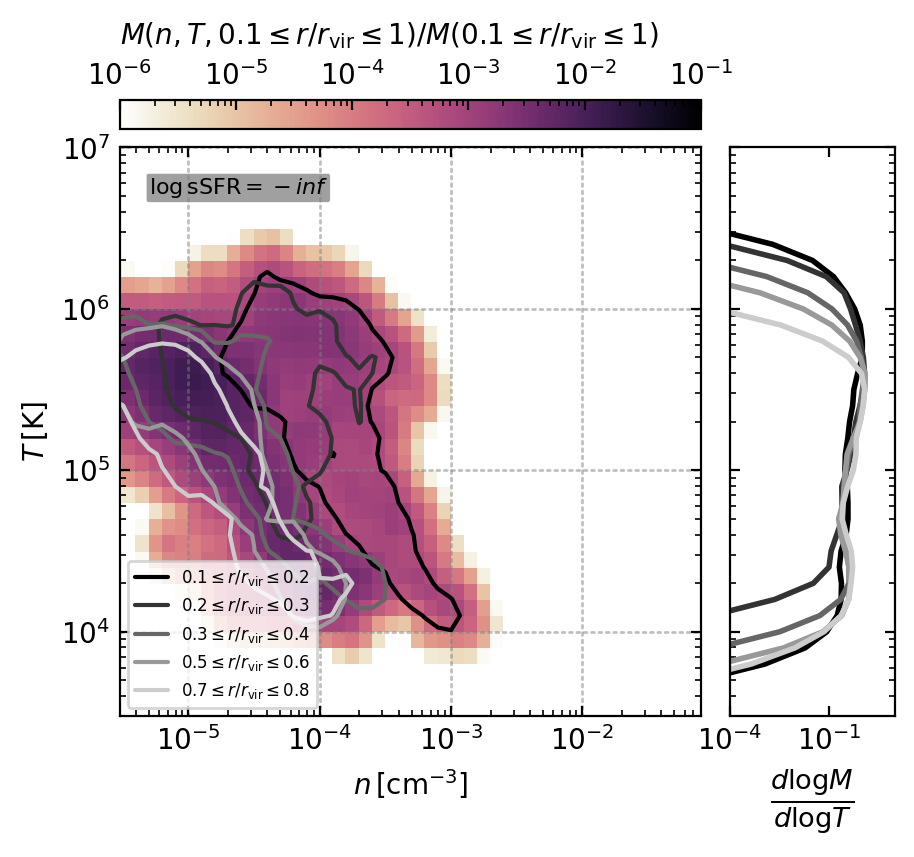 M(n, T, 0.1 ≤ r/r_vir ≤ 1)/M(0.1 ≤ r/r_vir ≤ 1)
10^−6 10^−5 10^−4 10^−3 10^−2 10^−1
10^7
log sSFR = −inf
10^6
T [K]
10^5
10^4
0.1 ≤ r/r_vir ≤ 0.2
0.2 ≤ r/r_vir ≤ 0.3
0.3 ≤ r/r_vir ≤ 0.4
0.5 ≤ r/r_vir ≤ 0.6
0.7 ≤ r/r_vir ≤ 0.8
10^−5 10^−4 10^−3 10^−2 10^−4 10^−1
n [cm^−3]
dlogM
dlogT